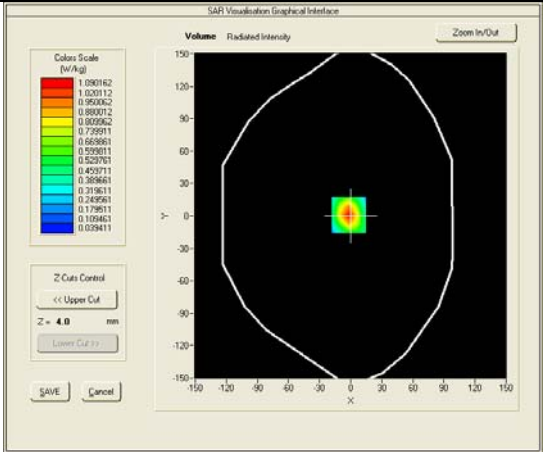 SAR Visualisation Graphical Interface
Volume Radiated Intensity
Zoom In/Out
Colors Scale
(W/kg)
1.090162
1.020112
0.950062
0.880012
0.809962
0.739911
0.669861
0.599811
0.529761
0.459711
0.389661
0.319611
0.249561
0.179511
0.109461
0.039411
Z-Cuts Control
<< Upper Cut
Z = 4.0 mm
Lower Cut >>
SAVE Cancel
150
120
90
60
30
0
-30
-60
-90
-120
-150
Y
-150 -120 -90 -60 -30 0 30 60 90 120 150
X